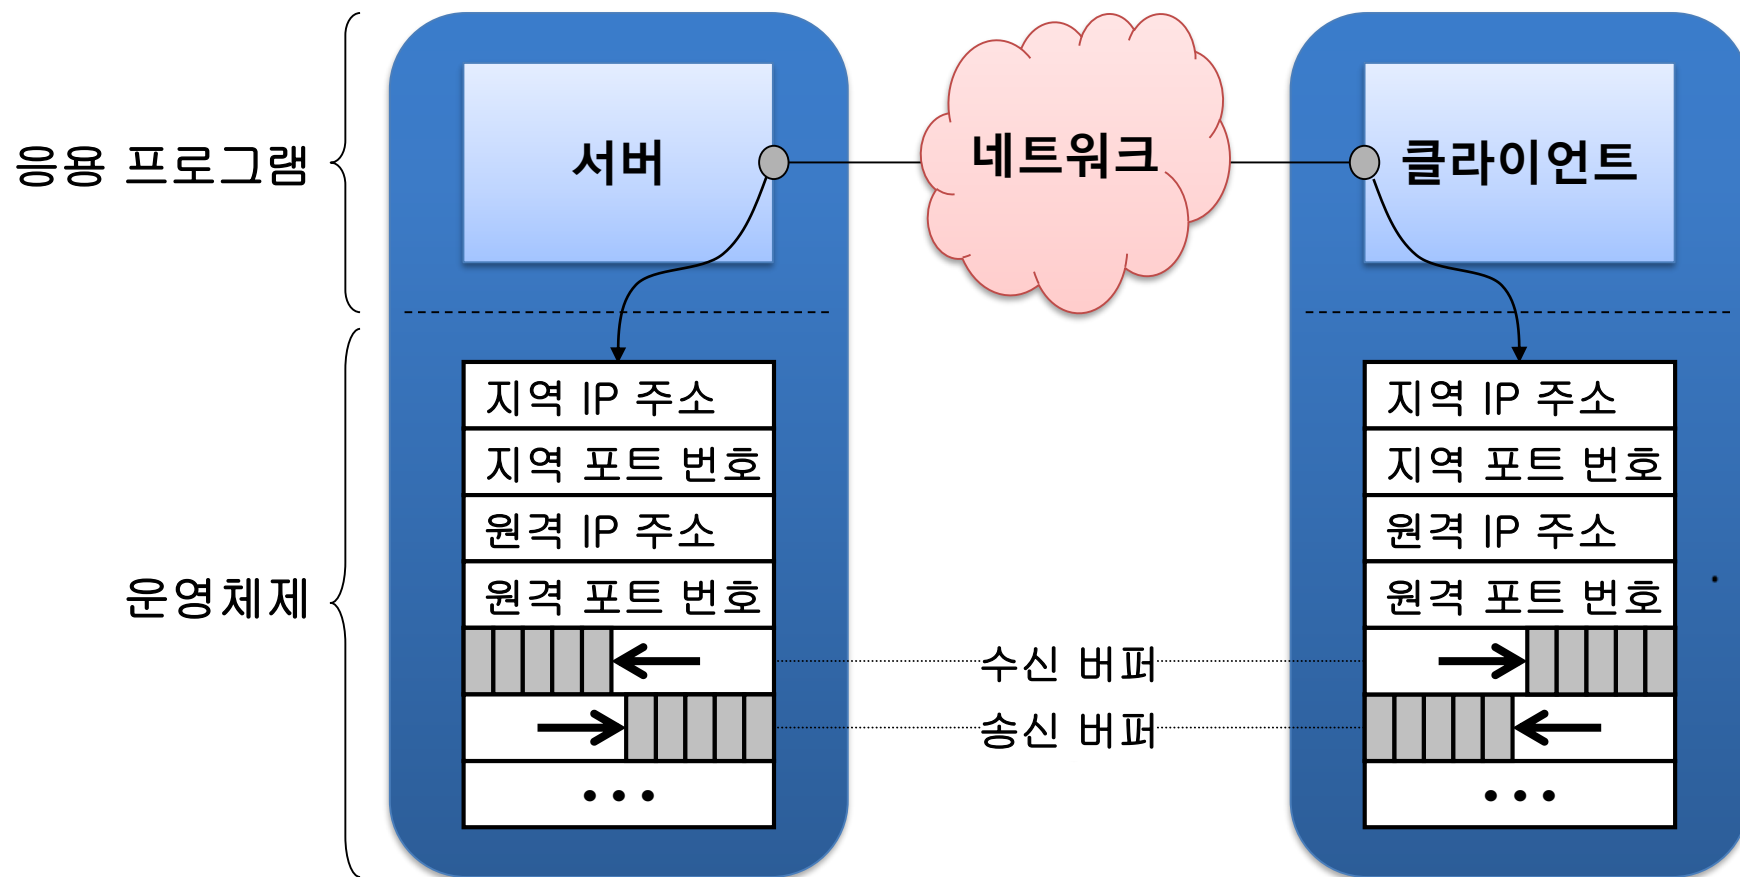 응용 프로그램
서버
네트워크
클라이언트
운영체제
지역 IP 주소
지역 포트 번호
원격 IP 주소
원격 포트 번호
수신 버퍼
송신 버퍼
•••
지역 IP 주소
지역 포트 번호
원격 IP 주소
원격 포트 번호
•••